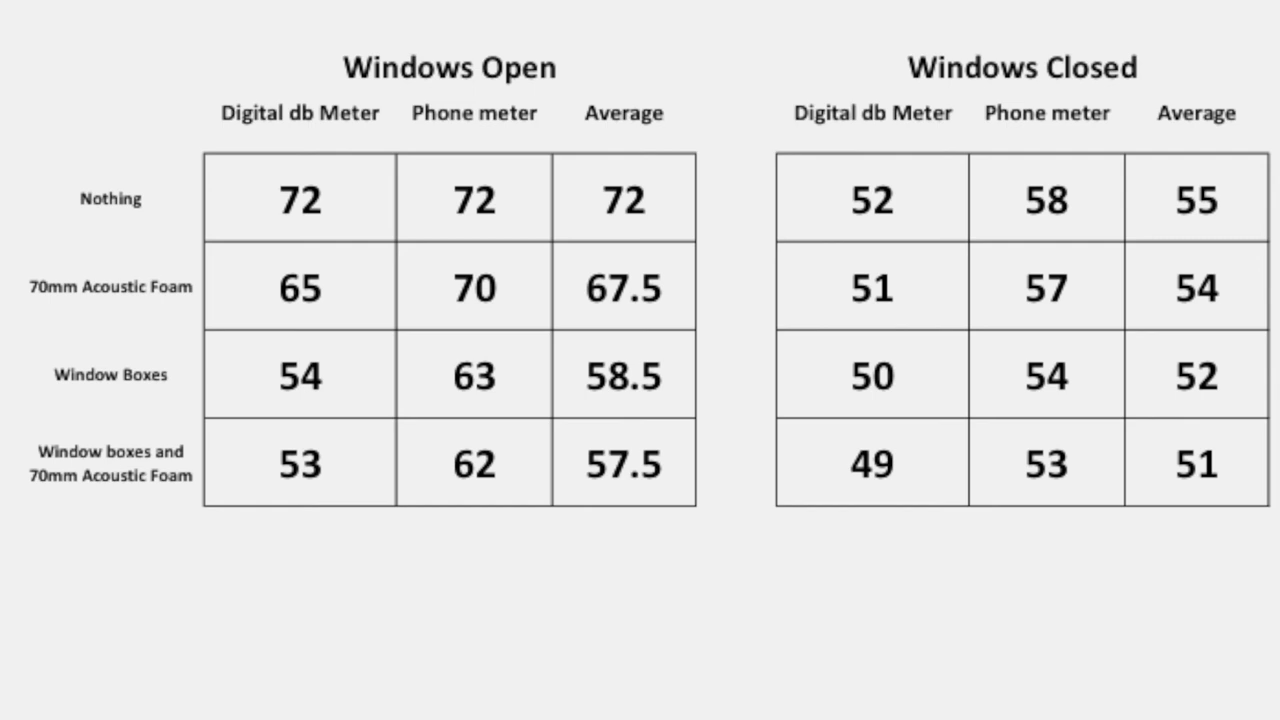 Windows Open Windows Closed
Digital db Meter Phone meter Average Digital db Meter Phone meter Average
Nothing 72 72 72 52 58 55
70mm Acoustic Foam 65 70 67.5 51 57 54
Window Boxes 54 63 58.5 50 54 52
Window boxes and
70mm Acoustic Foam 53 62 57.5 49 53 51